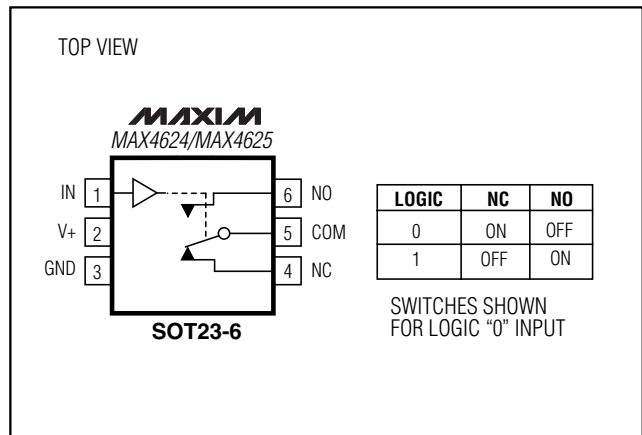 TOP VIEW
MAXIM
MAX4624/MAX4625
IN 1 6 NO
V+ 2 5 COM
GND 3 4 NC
SOT23-6
LOGIC NC NO
0 ON OFF
1 OFF ON
SWITCHES SHOWN
FOR LOGIC “0” INPUT